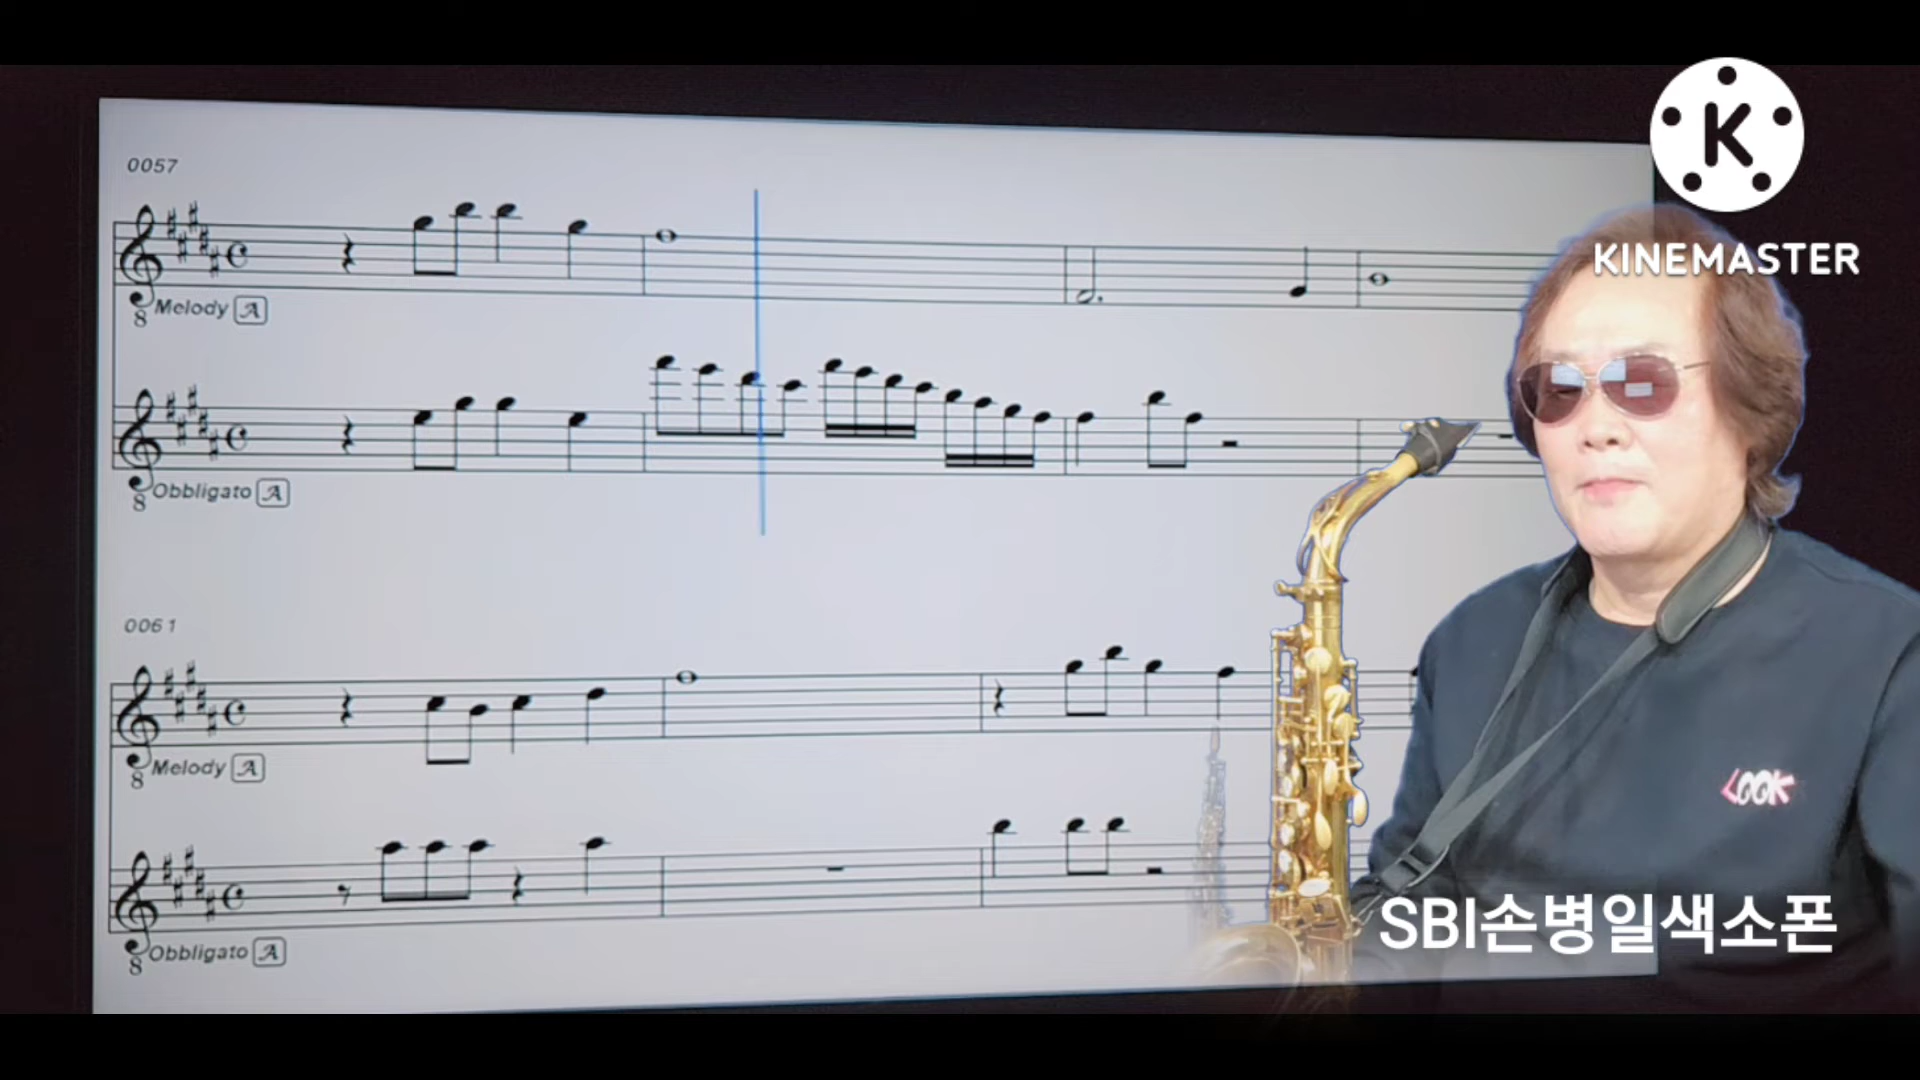 0057
Melody A
Obbligato A
0061
Melody A
Obbligato A
KINEMASTER
LOOK
SBI손병일색소폰